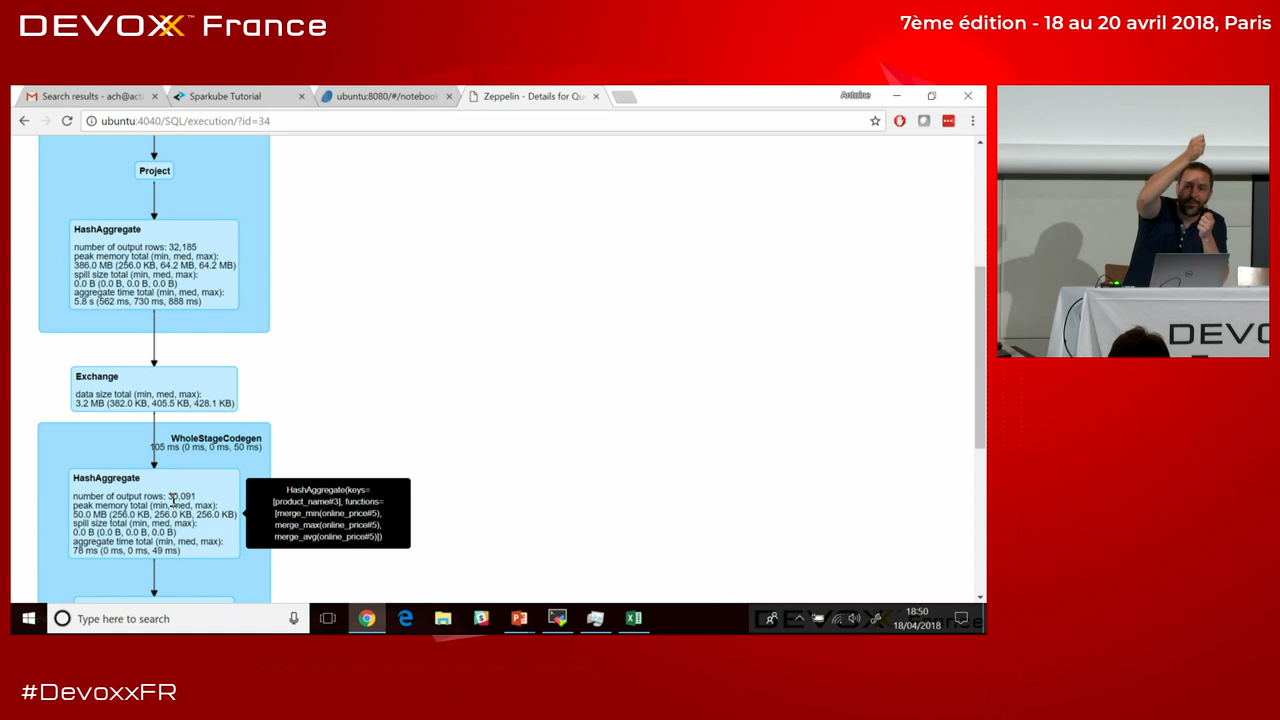 DEVOXX™ France
7ème édition - 18 au 20 avril 2018, Paris
Search results - ach@acti
Sparkube Tutorial
ubuntu:8080/#/notebook
Zeppelin - Details for Qu
Antoine
ubuntu:4040/SQL/execution/?id=34
Project
HashAggregate
number of output rows: 32,185
peak memory total (min, med, max):
386.0 MB (256.0 KB, 64.2 MB, 64.2 MB)
spill size total (min, med, max):
0.0 B (0.0 B, 0.0 B, 0.0 B)
aggregate time total (min, med, max):
5.8 s (562 ms, 730 ms, 888 ms)
Exchange
data size total (min, med, max):
3.2 MB (382.0 KB, 405.5 KB, 428.1 KB)
WholeStageCodegen
105 ms (0 ms, 0 ms, 50 ms)
HashAggregate
number of output rows: 30,091
peak memory total (min, med, max):
50.0 MB (256.0 KB, 256.0 KB, 256.0 KB)
spill size total (min, med, max):
0.0 B (0.0 B, 0.0 B, 0.0 B)
aggregate time total (min, med, max):
78 ms (0 ms, 0 ms, 49 ms)
HashAggregate(keys=
[product_name#3], functions=
[merge_min(online_price#5),
merge_max(online_price#5),
merge_avg(online_price#5)])
Type here to search
18:50
18/04/2018
DEVO
#DevoxxFR